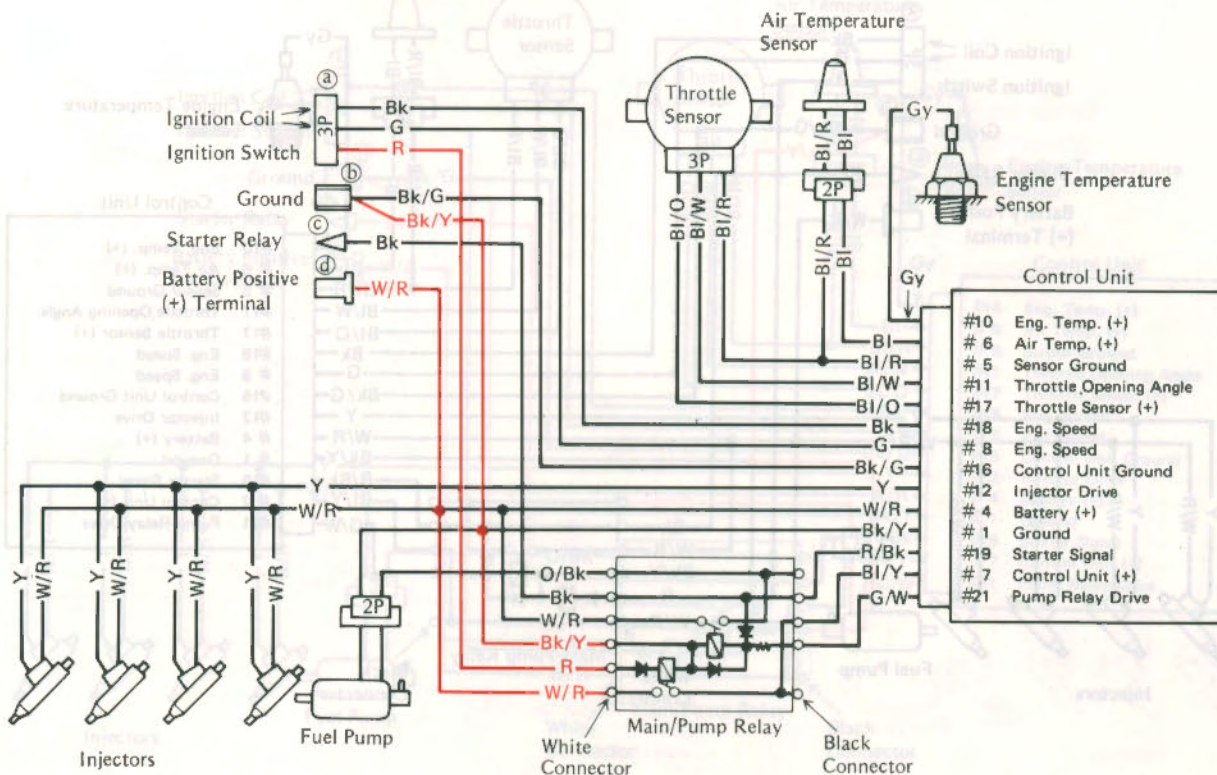 Air Temperature
Sensor
Throttle
Sensor
3P
Bl/O
Bl/W
Bl/R
Bl/R
Bl
2P
Bl/R
Bl
Gy
Engine Temperature
Sensor
Gy
ⓐ
Ignition Coil
Ignition Switch
3P
Bk
G
R
ⓑ
Ground
Bk/G
Bk/Y
ⓒ
Starter Relay
Bk
ⓓ
Battery Positive
(+) Terminal
W/R
Control Unit
#10 Eng. Temp. (+)
Bl # 6 Air Temp. (+)
Bl/R # 5 Sensor Ground
Bl/W #11 Throttle Opening Angle
Bl/O #17 Throttle Sensor (+)
Bk #18 Eng. Speed
G # 8 Eng. Speed
Bk/G #16 Control Unit Ground
Y Y #12 Injector Drive
W/R W/R # 4 Battery (+)
Bk/Y # 1 Ground
R/Bk #19 Starter Signal
Bl/Y # 7 Control Unit (+)
G/W #21 Pump Relay Drive
Y W/R Y W/R Y W/R Y W/R
2P
O/Bk
Bk
W/R
Bk/Y
R
W/R
Injectors
Fuel Pump
Main/Pump Relay
White
Connector
Black
Connector